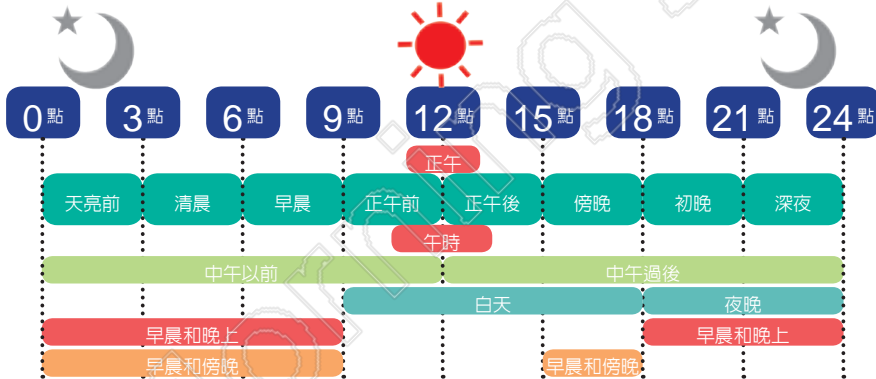 0點 3點 6點 9點 12點 15點 18點 21點 24點
正午
天亮前 清晨 早晨 正午前 正午後 傍晚 初晚 深夜
午時
中午以前 中午過後
白天 夜晚
早晨和晚上 早晨和晚上
早晨和傍晚 早晨和傍晚